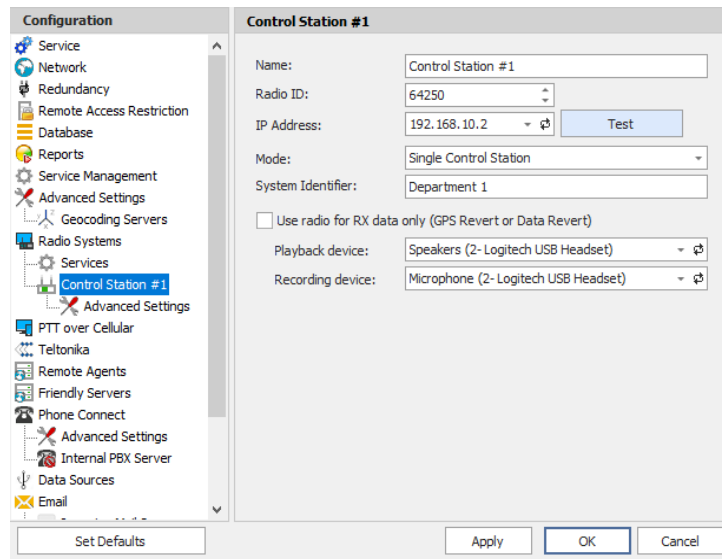 Configuration
Service
Network
Redundancy
Remote Access Restriction
Database
Reports
Service Management
Advanced Settings
Geocoding Servers
Radio Systems
Services
Control Station #1
Advanced Settings
PTT over Cellular
Teltonika
Remote Agents
Friendly Servers
Phone Connect
Advanced Settings
Internal PBX Server
Data Sources
Email
Set Defaults
Control Station #1
Name: Control Station #1
Radio ID: 64250
IP Address: 192.168.10.2 Test
Mode: Single Control Station
System Identifier: Department 1
Use radio for RX data only (GPS Revert or Data Revert)
Playback device: Speakers (2- Logitech USB Headset)
Recording device: Microphone (2- Logitech USB Headset)
Apply OK Cancel